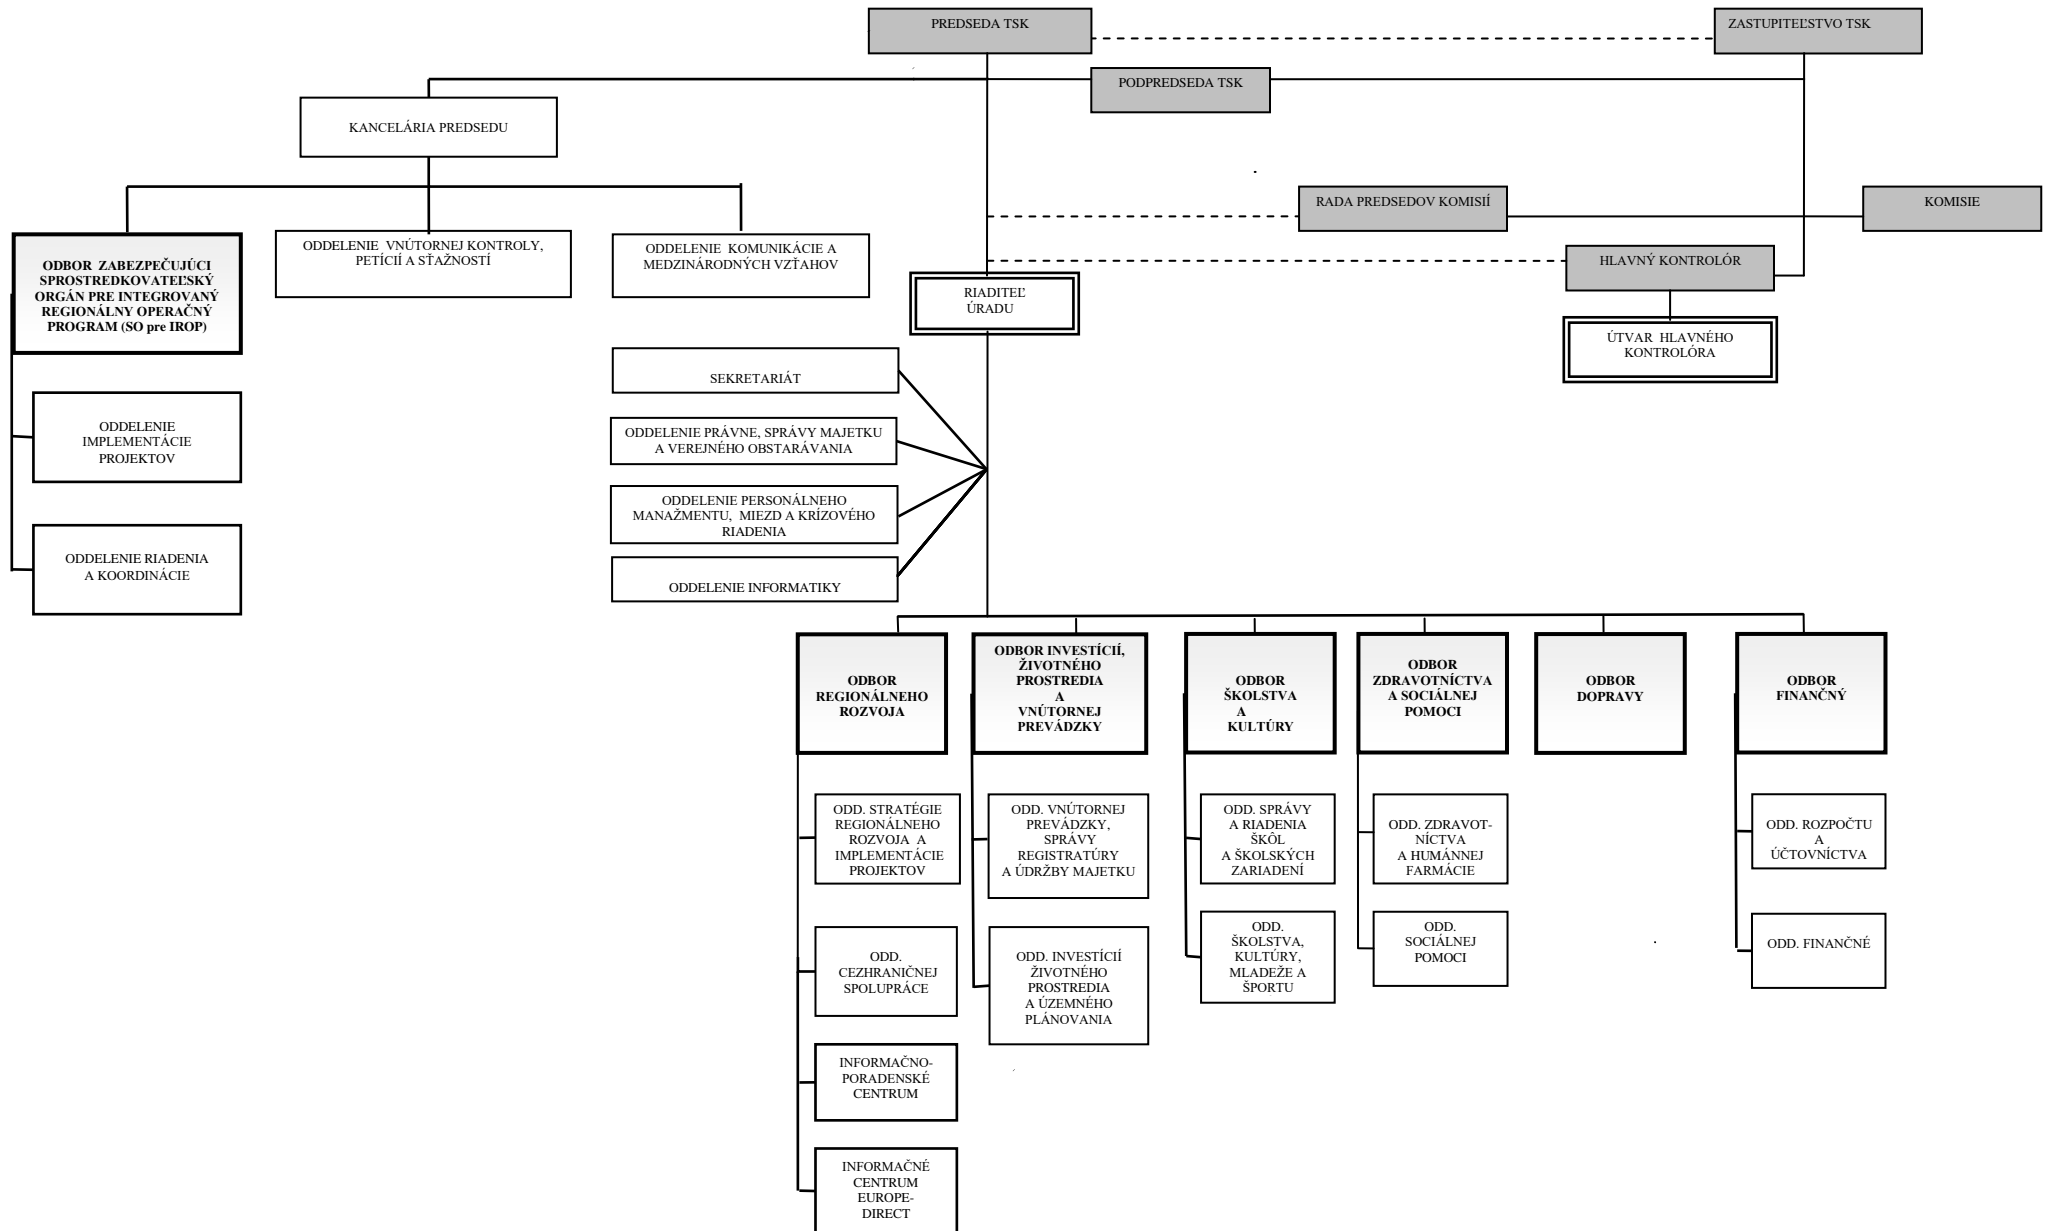 PREDSEDA TSK
ZASTUPITEĽSTVO TSK
PODPREDSEDA TSK
KANCELÁRIA PREDSEDU
RADA PREDSEDOV KOMISIÍ
KOMISIE
ODBOR ZABEZPEČUJÚCI
SPROSTREDKOVATEĽSKÝ
ORGÁN PRE INTEGROVANÝ
REGIONÁLNY OPERAČNÝ
PROGRAM (SO pre IROP)
ODDELENIE VNÚTORNEJ KONTROLY,
PETÍCIÍ A SŤAŽNOSTÍ
ODDELENIE KOMUNIKÁCIE A
MEDZINÁRODNÝCH VZŤAHOV
HLAVNÝ KONTROLÓR
RIADITEĽ
ÚRADU
ÚTVAR HLAVNÉHO
KONTROLÓRA
SEKRETARIÁT
ODDELENIE PRÁVNE, SPRÁVY MAJETKU
A VEREJNÉHO OBSTARÁVANIA
ODDELENIE PERSONÁLNEHO
MANAŽMENTU, MIEZD A KRÍZOVÉHO
RIADENIA
ODDELENIE INFORMATIKY
ODDELENIE
IMPLEMENTÁCIE
PROJEKTOV
ODDELENIE RIADENIA
A KOORDINÁCIE
ODBOR
REGIONÁLNEHO
ROZVOJA
ODBOR INVESTÍCIÍ,
ŽIVOTNÉHO
PROSTREDIA
A
VNÚTORNEJ
PREVÁDZKY
ODBOR
ŠKOLSTVA
A
KULTÚRY
ODBOR
ZDRAVOTNÍCTVA
A SOCIÁLNEJ
POMOCI
ODBOR
DOPRAVY
ODBOR
FINANČNÝ
ODD. STRATÉGIE
REGIONÁLNEHO
ROZVOJA A
IMPLEMENTÁCIE
PROJEKTOV
ODD. VNÚTORNEJ
PREVÁDZKY,
SPRÁVY
REGISTRATÚRY
A ÚDRŽBY MAJETKU
ODD. SPRÁVY
A RIADENIA
ŠKÔL
A ŠKOLSKÝCH
ZARIADENÍ
ODD. ZDRAVOT-
NÍCTVA
A HUMÁNNEJ
FARMÁCIE
ODD. ROZPOČTU
A
ÚČTOVNÍCTVA
ODD.
CEZHRANIČNEJ
SPOLUPRÁCE
ODD. INVESTÍCIÍ
ŽIVOTNÉHO
PROSTREDIA
A ÚZEMNÉHO
PLÁNOVANIA
ODD.
ŠKOLSTVA,
KULTÚRY,
MLADEŽE A
ŠPORTU
ODD.
SOCIÁLNEJ
POMOCI
ODD. FINANČNÉ
INFORMAČNO-
PORADENSKÉ
CENTRUM
INFORMAČNÉ
CENTRUM
EUROPE-
DIRECT